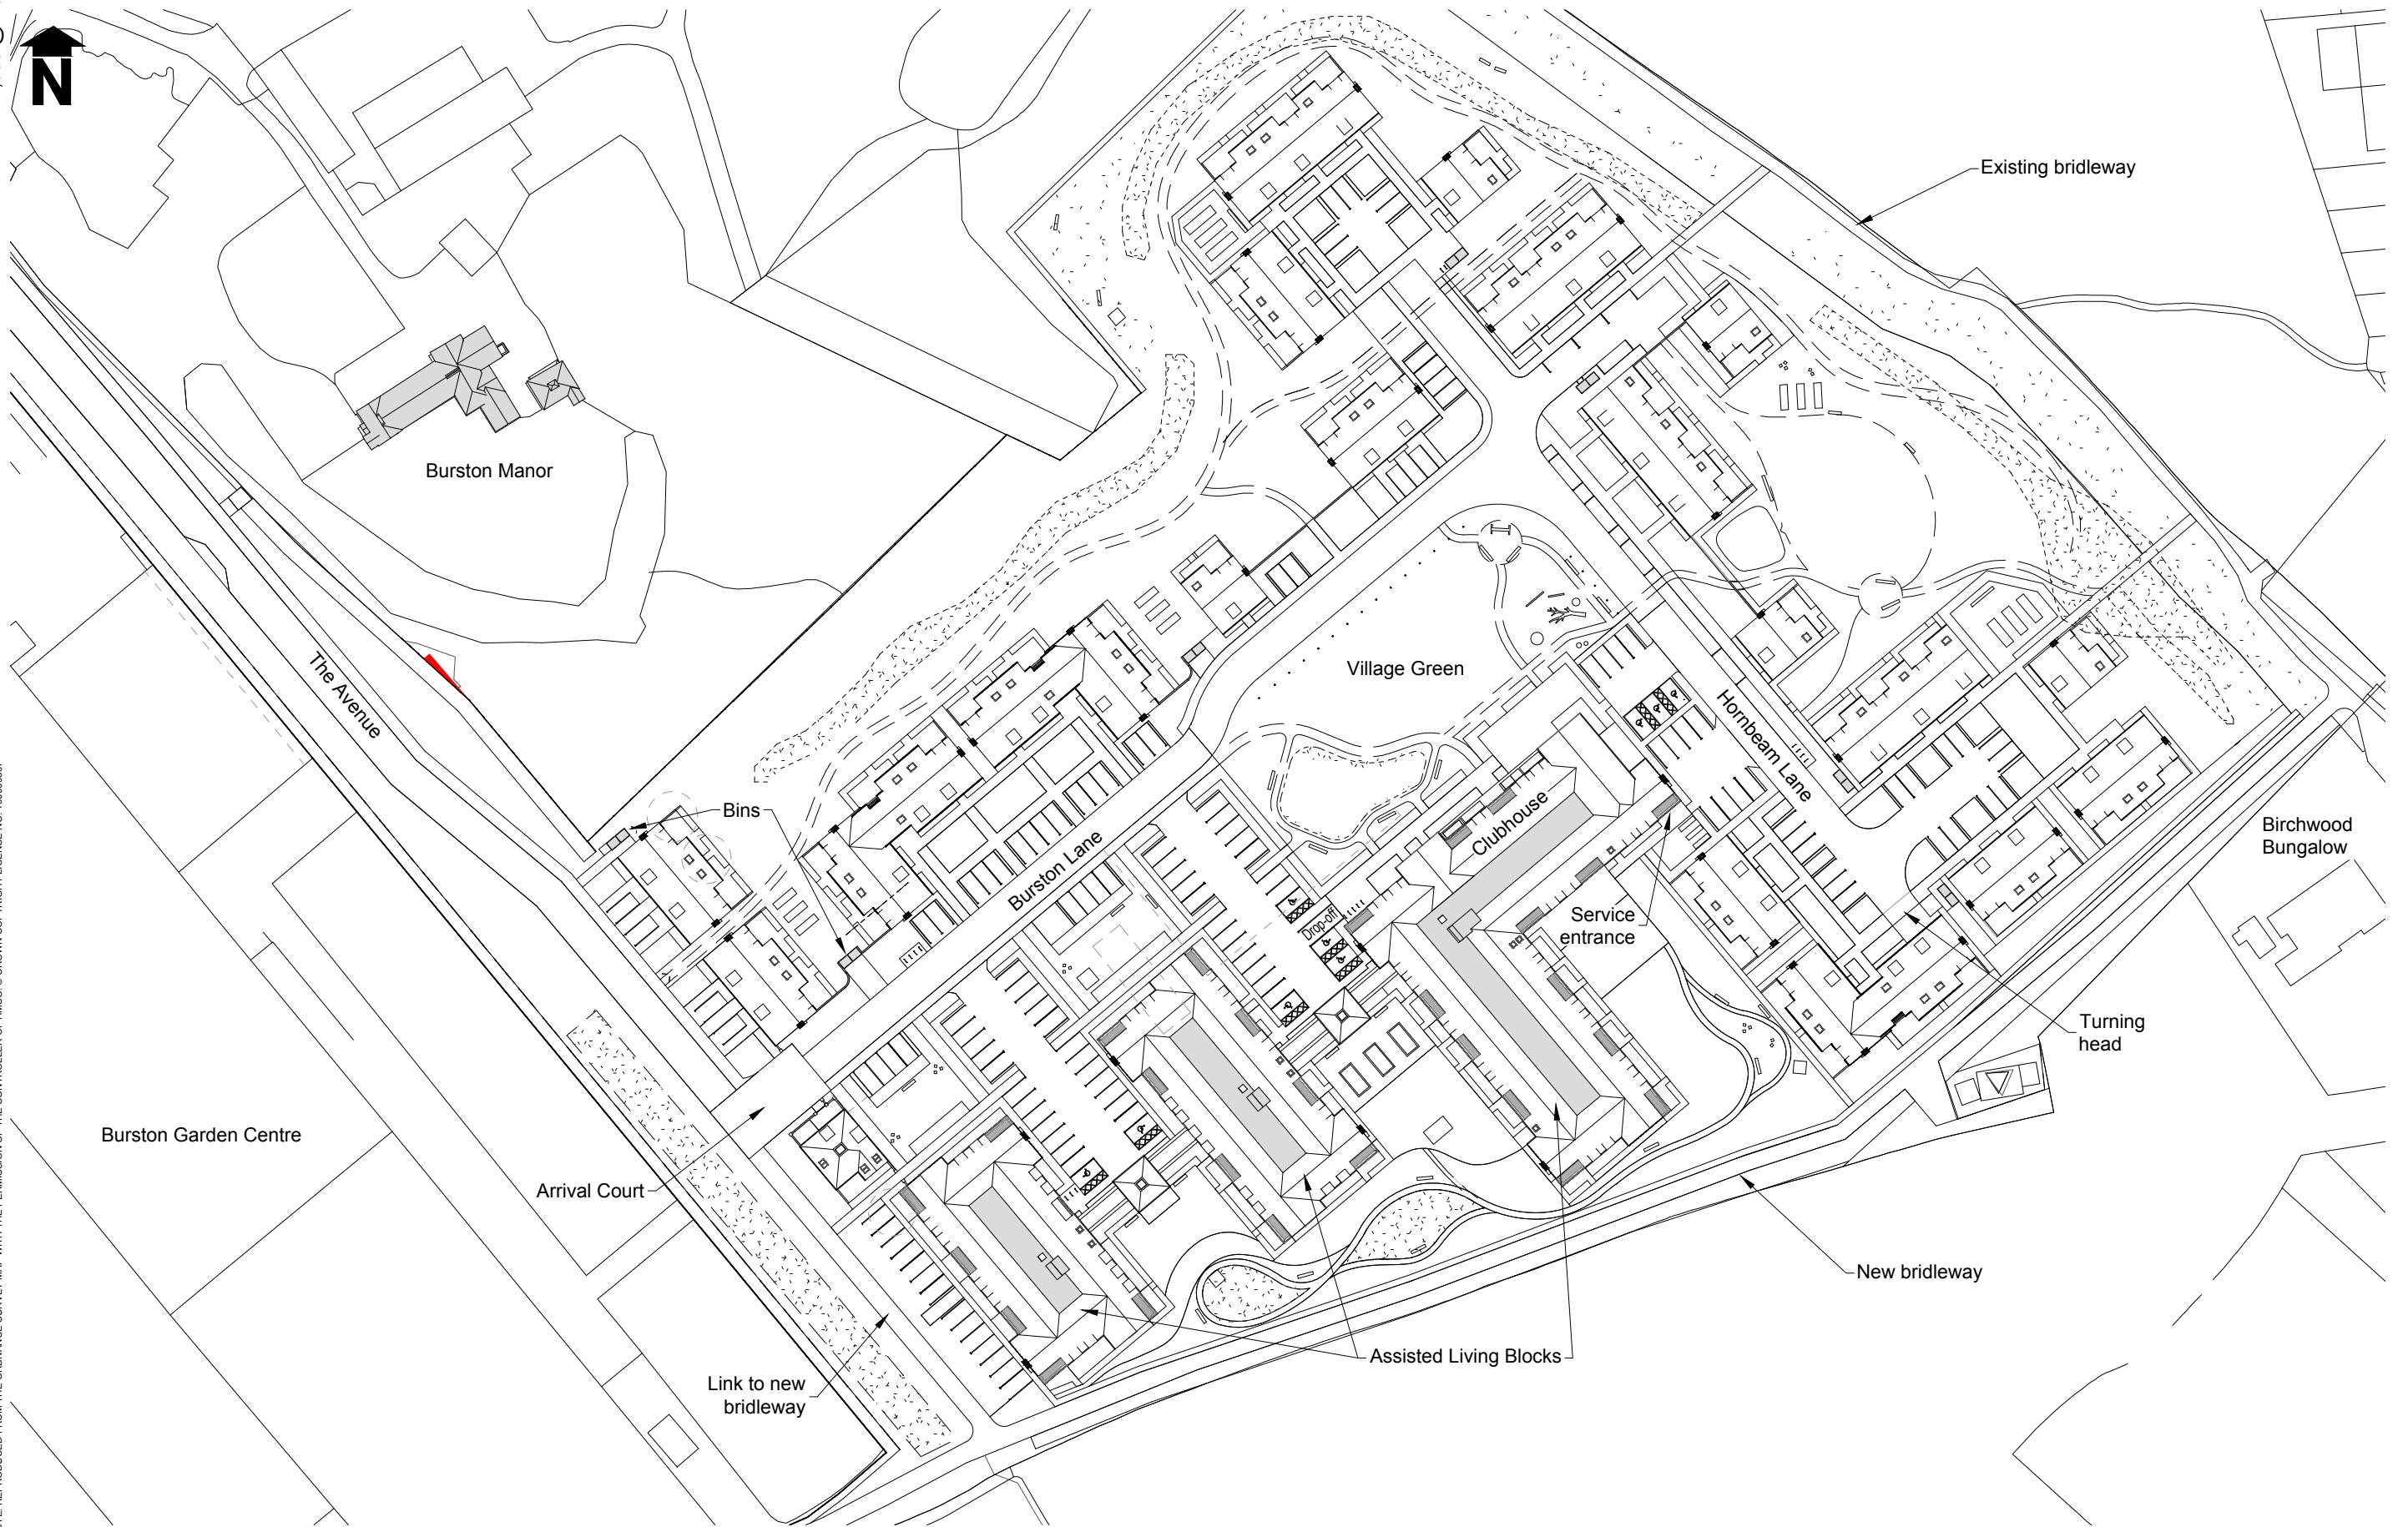 N
Existing bridleway
Burston Manor
The Avenue
Village Green
Hornbeam Lane
Bins
Clubhouse
Burston Lane
Birchwood
Bungalow
Drop-off
Service
entrance
Turning
head
Burston Garden Centre
Arrival Court
New bridleway
Assisted Living Blocks
Link to new
bridleway